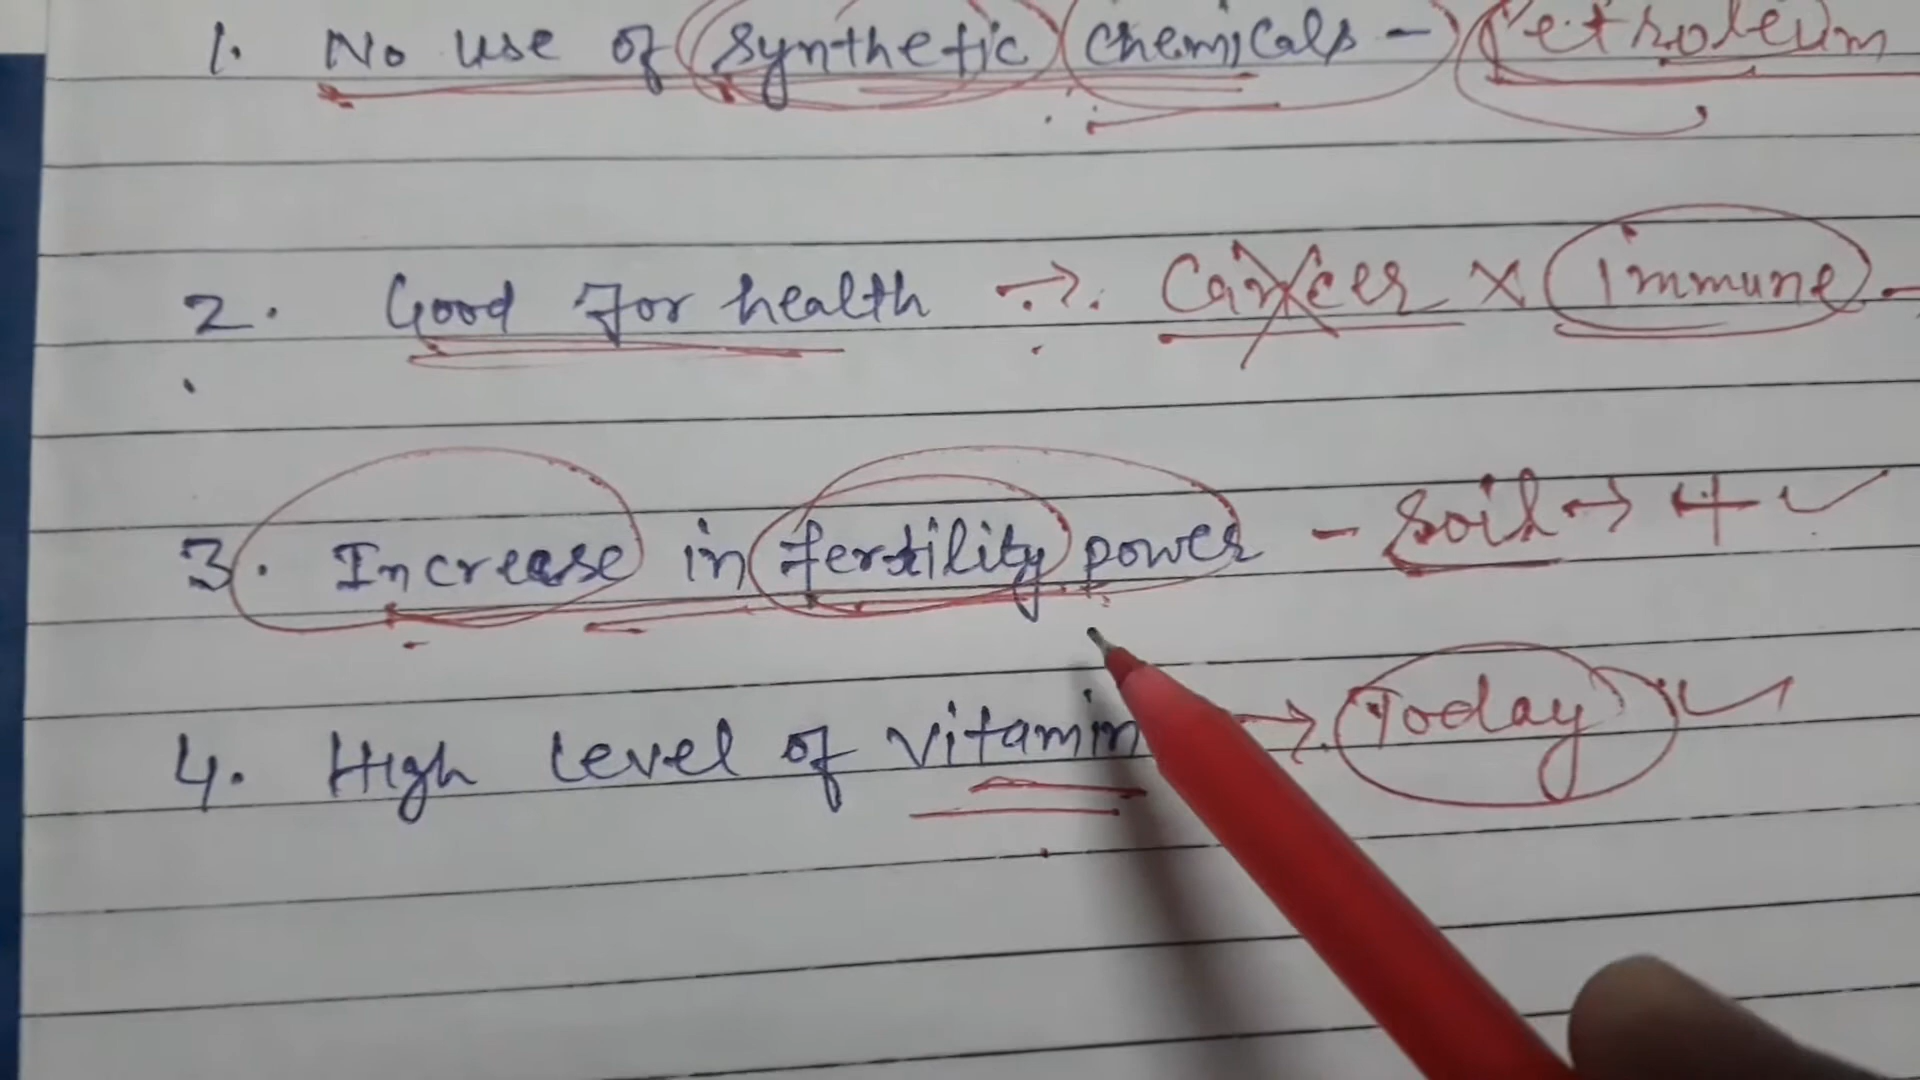 1. No use of synthetic chemicals - Petroleum
2. Good for health → Cancer × immune -
3. Increase in fertility power - Soil → + ✓
4. High level of vitamin → Today ✓